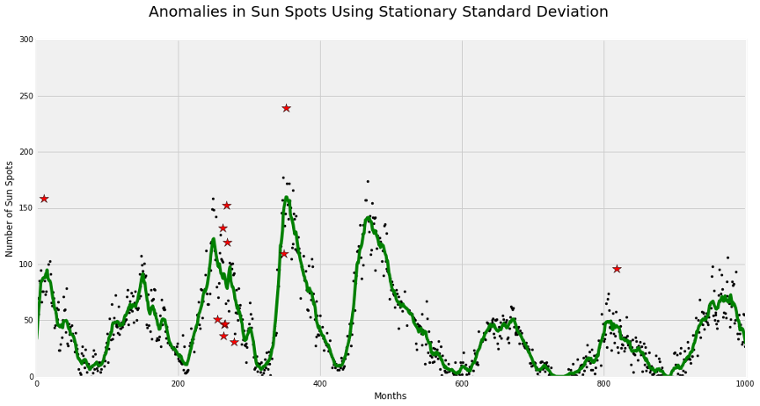 Anomalies in Sun Spots Using Stationary Standard Deviation
300
250
200
150
100
50
0
Number of Sun Spots
0 200 400 600 800 1000
Months